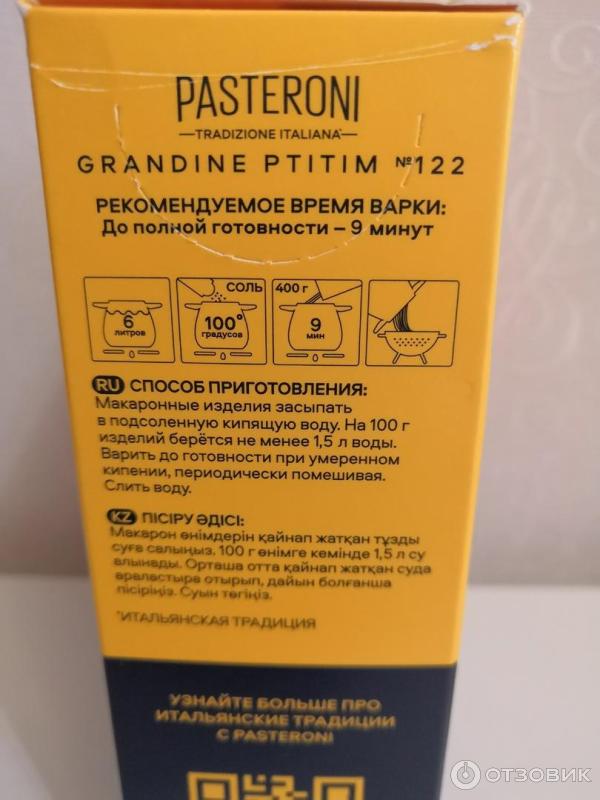 PASTERONI
TRADIZIONE ITALIANA*
GRANDINE PTITIM №122
РЕКОМЕНДУЕМОЕ ВРЕМЯ ВАРКИ:
До полной готовности – 9 минут
6 литров
СОЛЬ
100° градусов
400 г
9 мин
RU СПОСОБ ПРИГОТОВЛЕНИЯ:
Макаронные изделия засыпать
в подсоленную кипящую воду. На 100 г
изделий берётся не менее 1,5 л воды.
Варить до готовности при умеренном
кипении, периодически помешивая.
Слить воду.
KZ ПІСІРУ ӘДІСІ:
Макарон өнімдерін қайнап жатқан тұзды
суға салыңыз. 100 г өнімге кемінде 1,5 л су
алынады. Орташа отта қайнап жатқан суда
араластыра отырып, дайын болғанша
пісіріңіз. Суын төгіңіз.
*ИТАЛЬЯНСКАЯ ТРАДИЦИЯ
УЗНАЙТЕ БОЛЬШЕ ПРО
ИТАЛЬЯНСКИЕ ТРАДИЦИИ
С PASTERONI
ОТЗОВИК